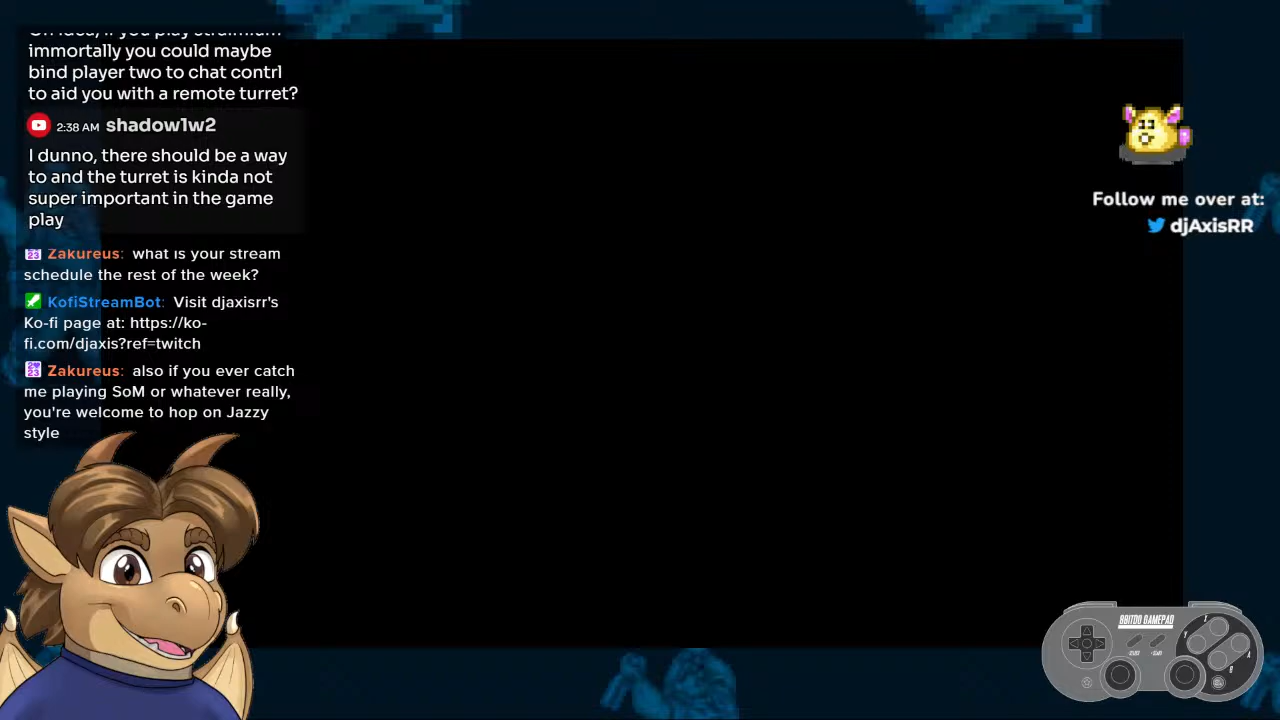 immortally you could maybe
bind player two to chat contrl
to aid you with a remote turret?
2:38 AM shadow1w2
I dunno, there should be a way
to and the turret is kinda not
super important in the game
play
23 Zakureus: what is your stream
schedule the rest of the week?
KofiStreamBot: Visit djaxisrr's
Ko-fi page at: https://ko-
fi.com/djaxis?ref=twitch
23 Zakureus: also if you ever catch
me playing SoM or whatever really,
you're welcome to hop on Jazzy
style
Follow me over at:
djAxisRR
8BITDO GAMEPAD